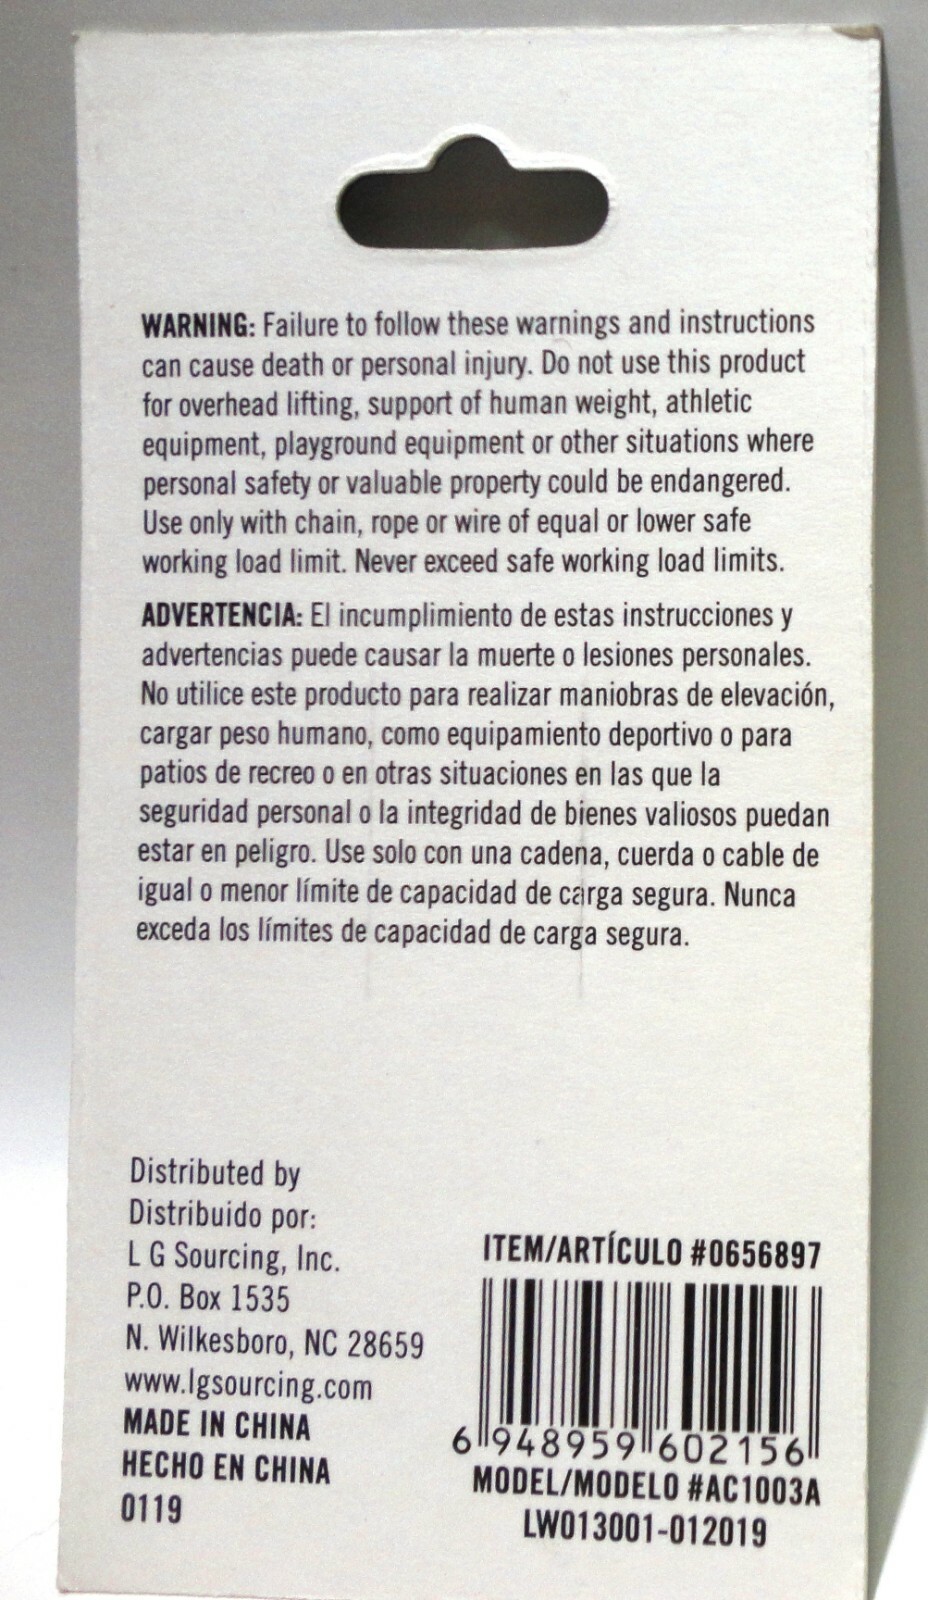 WARNING: Failure to follow these warnings and instructions
can cause death or personal injury. Do not use this product
for overhead lifting, support of human weight, athletic
equipment, playground equipment or other situations where
personal safety or valuable property could be endangered.
Use only with chain, rope or wire of equal or lower safe
working load limit. Never exceed safe working load limits.
ADVERTENCIA: El incumplimiento de estas instrucciones y
advertencias puede causar la muerte o lesiones personales.
No utilice este producto para realizar maniobras de elevación,
cargar peso humano, como equipamiento deportivo o para
patios de recreo o en otras situaciones en las que la
seguridad personal o la integridad de bienes valiosos puedan
estar en peligro. Use solo con una cadena, cuerda o cable de
igual o menor límite de capacidad de carga segura. Nunca
exceda los límites de capacidad de carga segura.
Distributed by
Distribuido por:
L G Sourcing, Inc.
P.O. Box 1535
N. Wilkesboro, NC 28659
www.lgsourcing.com
MADE IN CHINA
HECHO EN CHINA
0119
ITEM/ARTÍCULO #0656897
6 948959 602156
MODEL/MODELO #AC1003A
LW013001-012019